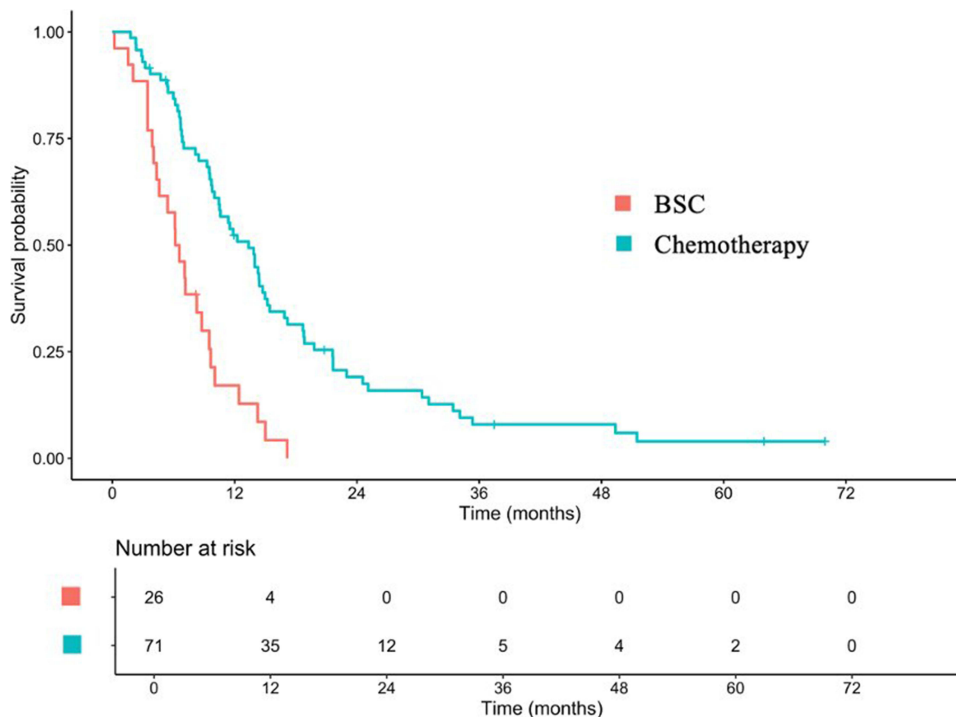 1.00
0.75
0.50
0.25
0.00
Survival probability
BSC
Chemotherapy
0 12 24 36 48 60 72
Time (months)
Number at risk
26 4 0 0 0 0 0
71 35 12 5 4 2 0
0 12 24 36 48 60 72
Time (months)